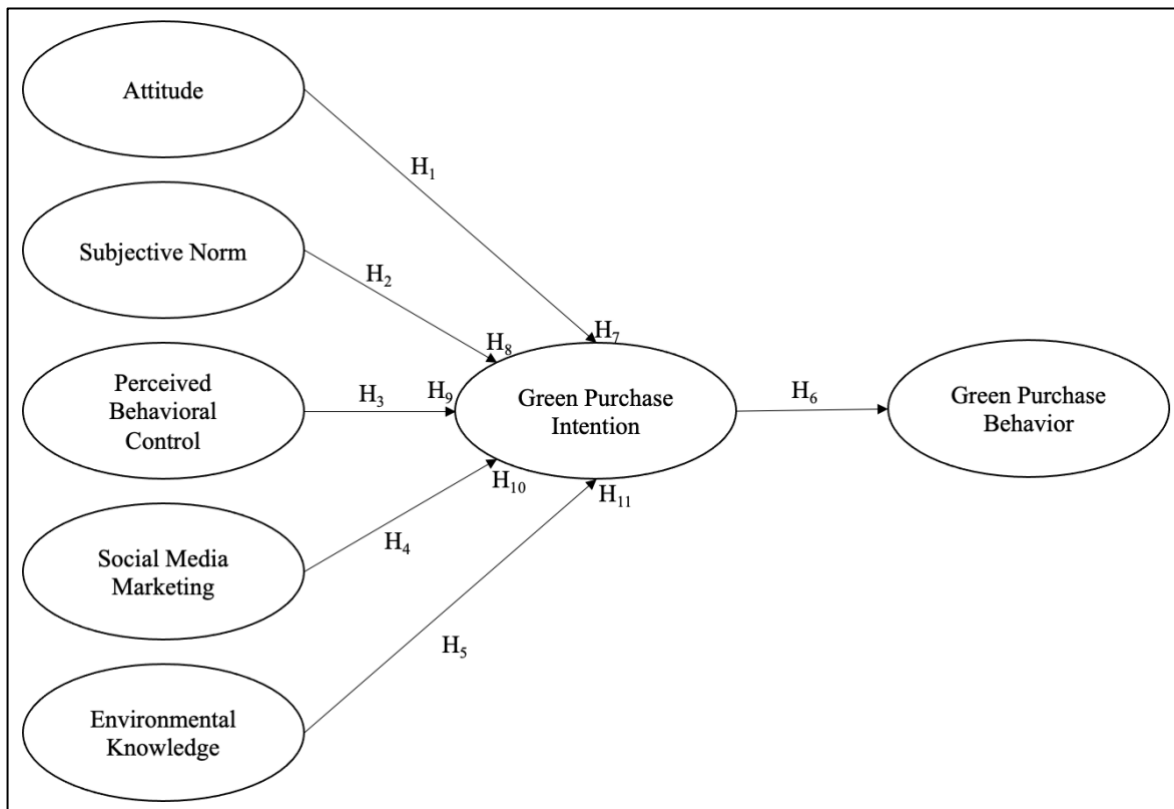 Attitude
H₁
Subjective Norm
H₂
H₈
H₇
Perceived
Behavioral
Control
H₃
H₉
Green Purchase
Intention
H₆
Green Purchase
Behavior
H₁₀
H₁₁
Social Media
Marketing
H₄
H₅
Environmental
Knowledge